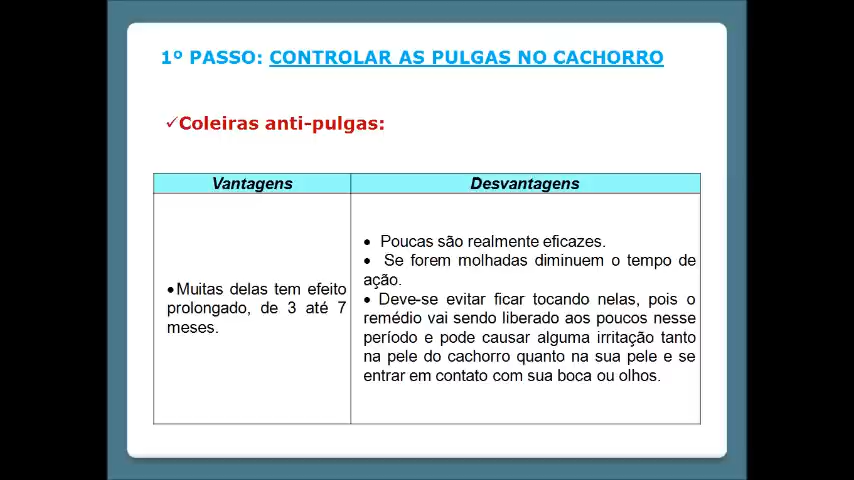 1º PASSO: CONTROLAR AS PULGAS NO CACHORRO
✓Coleiras anti-pulgas:
Vantagens
Desvantagens
•Muitas delas tem efeito
prolongado, de 3 até 7
meses.
• Poucas são realmente eficazes.
• Se forem molhadas diminuem o tempo de
ação.
• Deve-se evitar ficar tocando nelas, pois o
remédio vai sendo liberado aos poucos nesse
período e pode causar alguma irritação tanto
na pele do cachorro quanto na sua pele e se
entrar em contato com sua boca ou olhos.